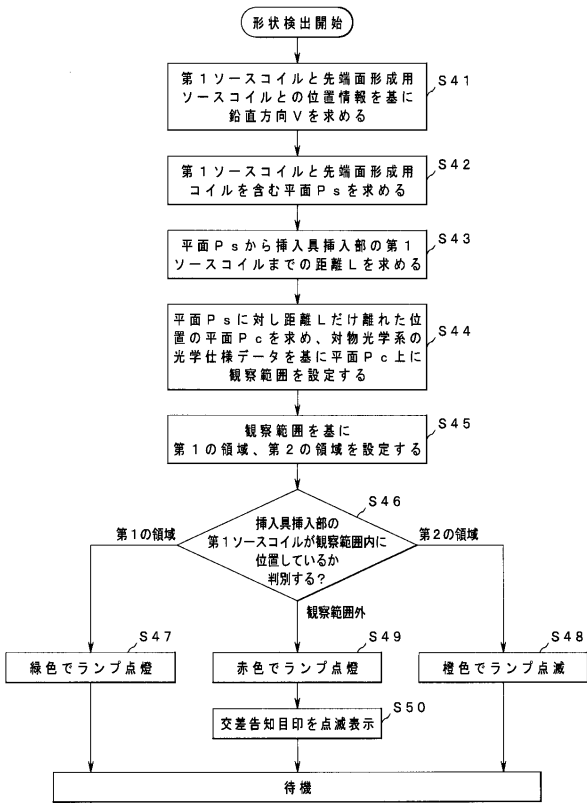 形状検出開始
S41
第1ソースコイルと先端面形成用
ソースコイルとの位置情報を基に
鉛直方向Vを求める
S42
第1ソースコイルと先端面形成用
コイルを含む平面Psを求める
S43
平面Psから挿入具挿入部の第1
ソースコイルまでの距離Lを求める
S44
平面Psに対し距離Lだけ離れた位
置の平面Pcを求め、対物光学系の
光学仕様データを基に平面Pc上に
観察範囲を設定する
S45
観察範囲を基に
第1の領域、第2の領域を設定する
S46
挿入具挿入部の
第1ソースコイルが観察範囲内に
位置しているか
判別する?
第1の領域
第2の領域
観察範囲外
S47
緑色でランプ点燈
S49
赤色でランプ点燈
S48
橙色でランプ点滅
S50
交差告知目印を点滅表示
待機